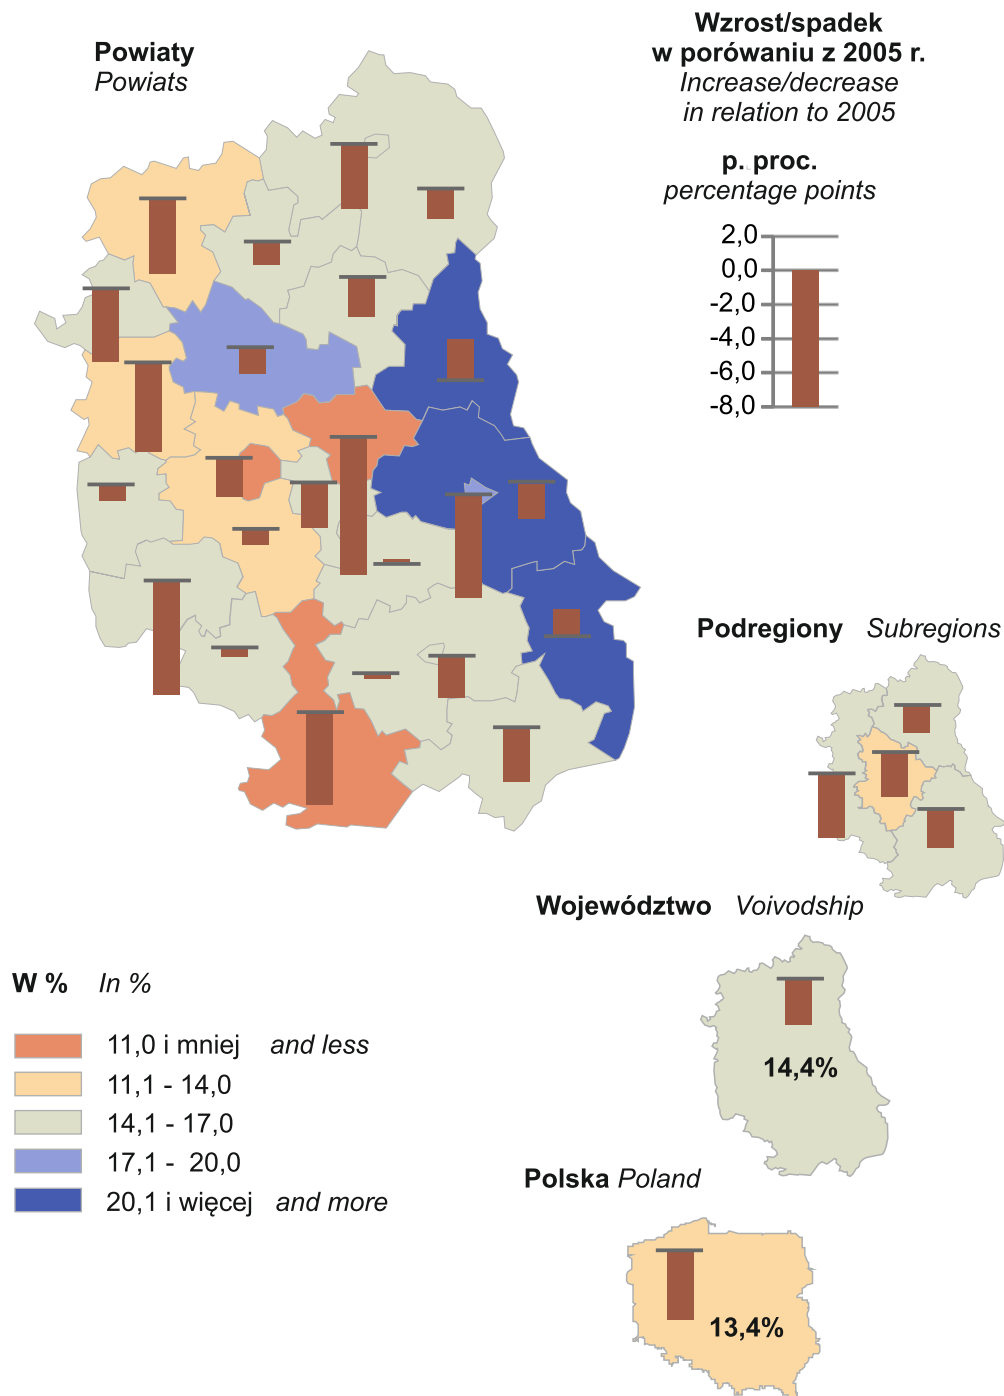 Powiaty
Powiats
Wzrost/spadek
w porówaniu z 2005 r.
Increase/decrease
in relation to 2005
p. proc.
percentage points
2,0
0,0
-2,0
-4,0
-6,0
-8,0
Podregiony Subregions
Województwo Voivodship
14,4%
W % In %
11,0 i mniej and less
11,1 - 14,0
14,1 - 17,0
17,1 - 20,0
20,1 i więcej and more
Polska Poland
13,4%